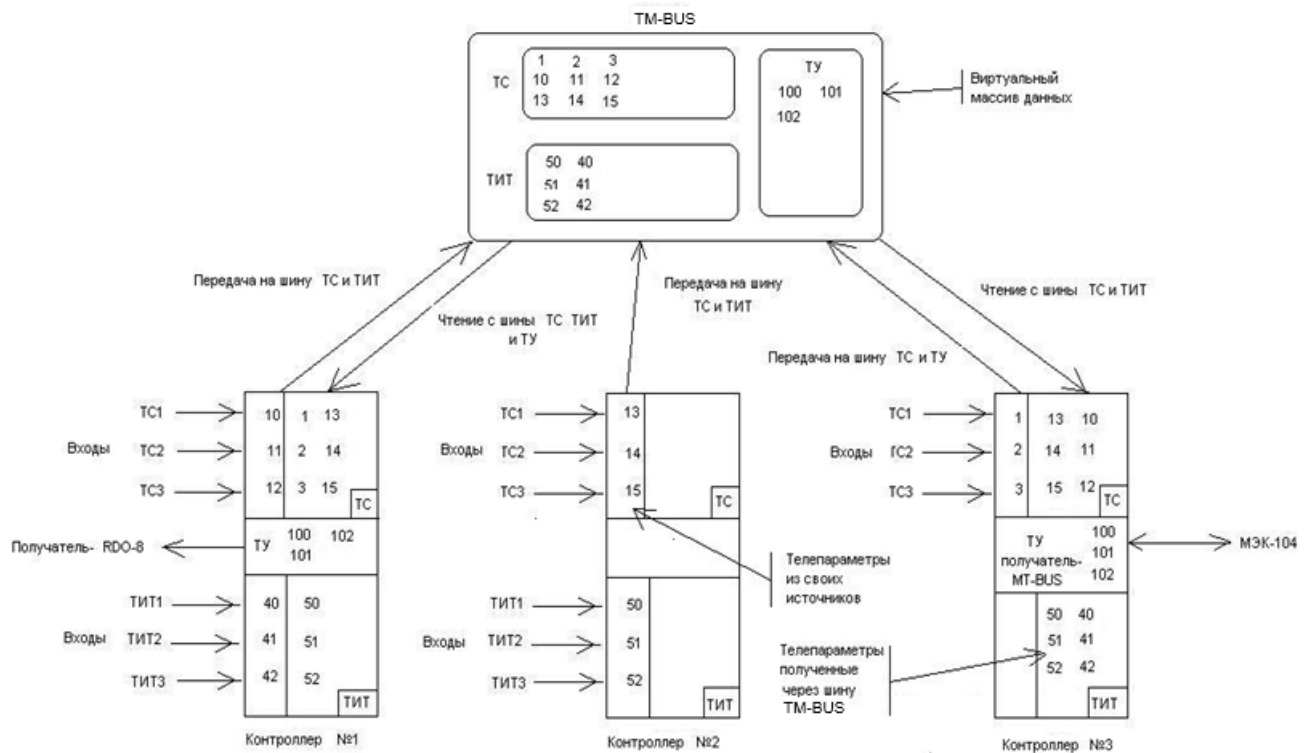 TM-BUS
ТС
1 2 3
10 11 12
13 14 15
ТУ
100 101
102
Виртуальный
массив данных
ТИТ
50 40
51 41
52 42
Передача на шину ТС и ТИТ
Чтение с шины ТС ТИТ
и ТУ
Передача на шину
ТС и ТИТ
Передача на шину ТС и ТУ
Чтение с шины ТС и ТИТ
ТС1
Входы ТС2
ТС3
10 1 13
11 2 14
12 3 15
ТС
Получатель- RDO-8
ТУ 100 102
101
ТИТ1
Входы ТИТ2
ТИТ3
40 50
41 51
42 52
ТИТ
Контроллер №1
ТС1
Входы ТС2
ТС3
13
14
15
ТС
ТИТ1
Входы ТИТ2
ТИТ3
50
51
52
ТИТ
Контроллер №2
Телепараметры
из своих
источников
Телепараметры
полученные
через шину
TM-BUS
ТС1
Входы ТС2
ТС3
1 13 10
2 14 11
3 15 12
ТС
ТУ
получатель-
MT-BUS
100
101
102
МЭК-104
50 40
51 41
52 42
ТИТ
Контроллер №3